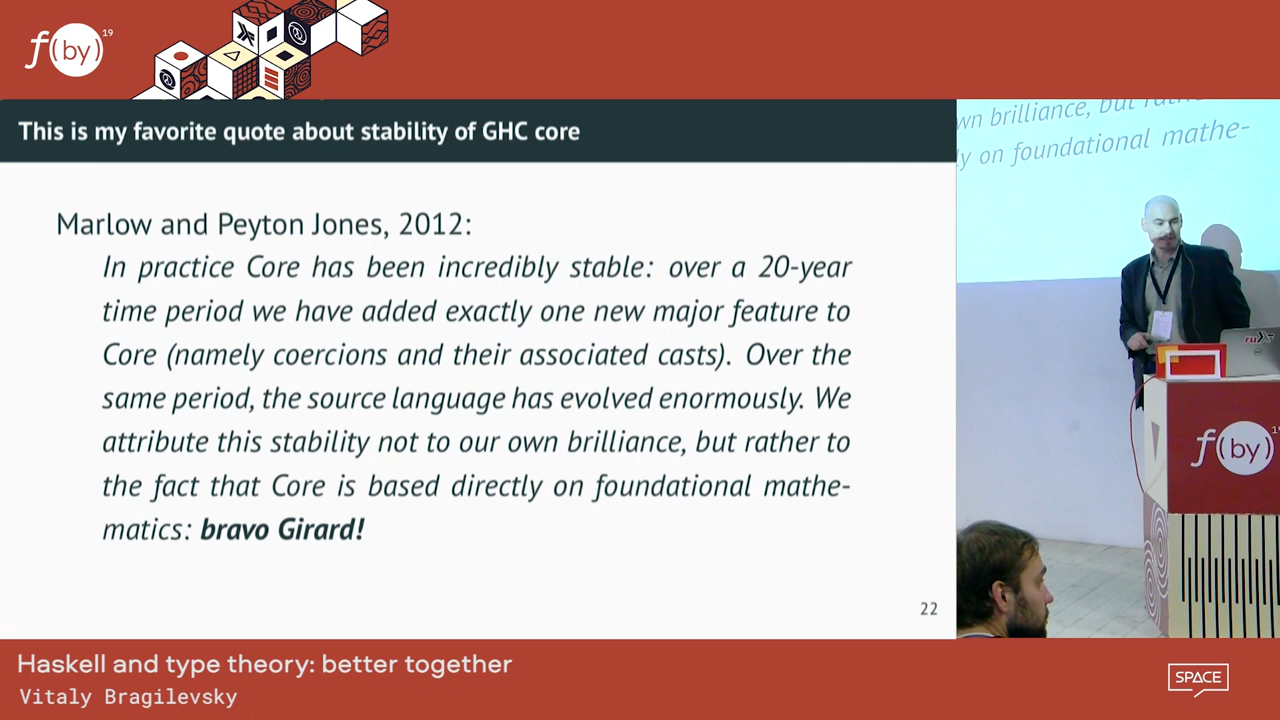 f(by)19
This is my favorite quote about stability of GHC core
Marlow and Peyton Jones, 2012:
In practice Core has been incredibly stable: over a 20-year
time period we have added exactly one new major feature to
Core (namely coercions and their associated casts). Over the
same period, the source language has evolved enormously. We
attribute this stability not to our own brilliance, but rather to
the fact that Core is based directly on foundational mathe-
matics: bravo Girard!
22
wn brilliance, but rathe
ly on foundational mathe-
f(by)19
Haskell and type theory: better together
Vitaly Bragilevsky
SPACE